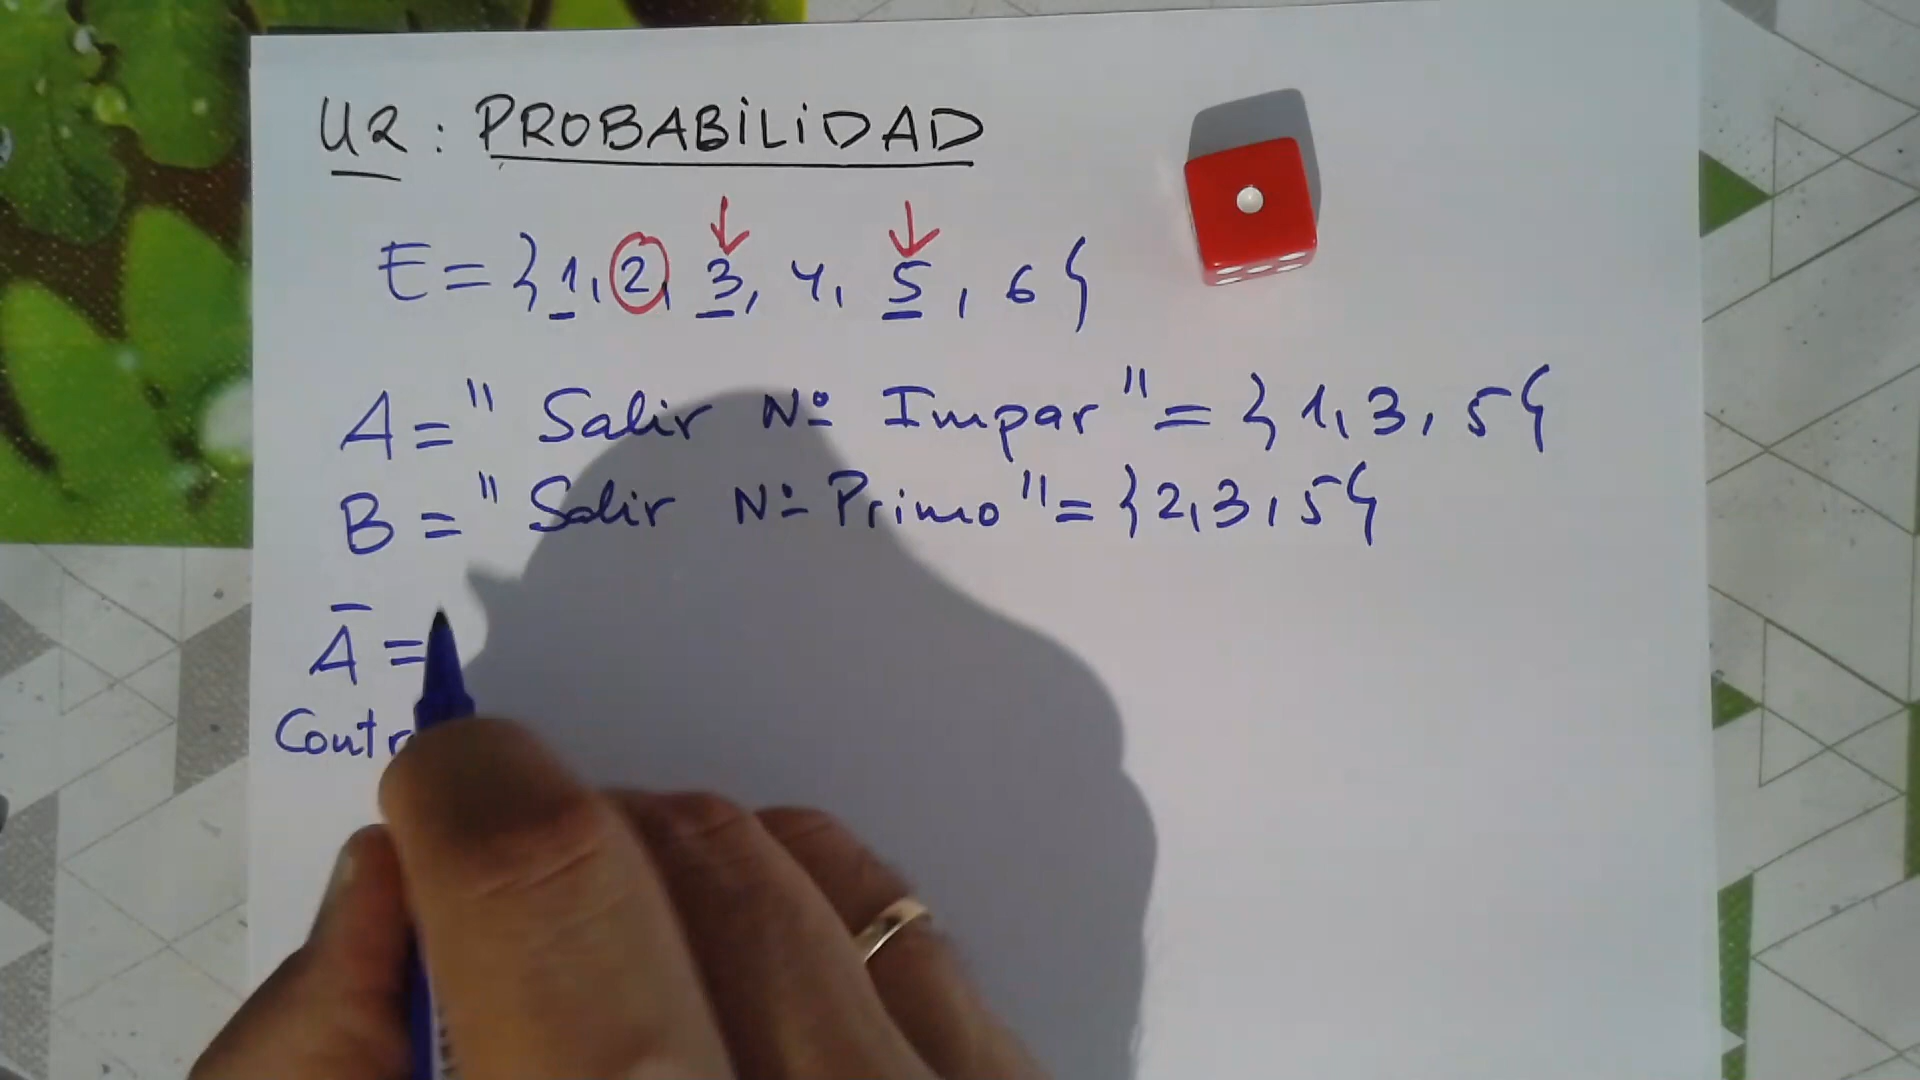 U2: PROBABILIDAD
E = }1, 2, 3, 4, 5, 6{
A = " Salir Nº Impar " = }1, 3, 5{
B = " Salir Nº Primo " = }2, 3, 5{
A̅ =
Contr